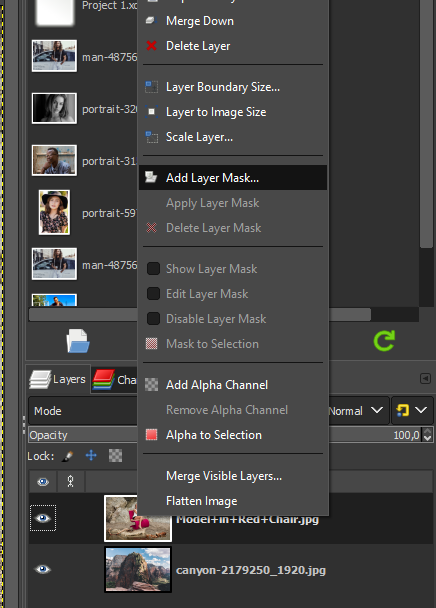 Project 1.xc
Merge Down
man-48756
Delete Layer
Layer Boundary Size...
portrait-320
Layer to Image Size
Scale Layer...
portrait-31
Add Layer Mask...
Apply Layer Mask
portrait-59
Delete Layer Mask
man-48756
Show Layer Mask
Edit Layer Mask
Disable Layer Mask
Mask to Selection
Layers
Cha
Add Alpha Channel
Mode
Normal
Remove Alpha Channel
Opacity
100,0
Alpha to Selection
Lock:
Merge Visible Layers...
Flatten Image
Model+in+Red+Chair.jpg
canyon-2179250_1920.jpg